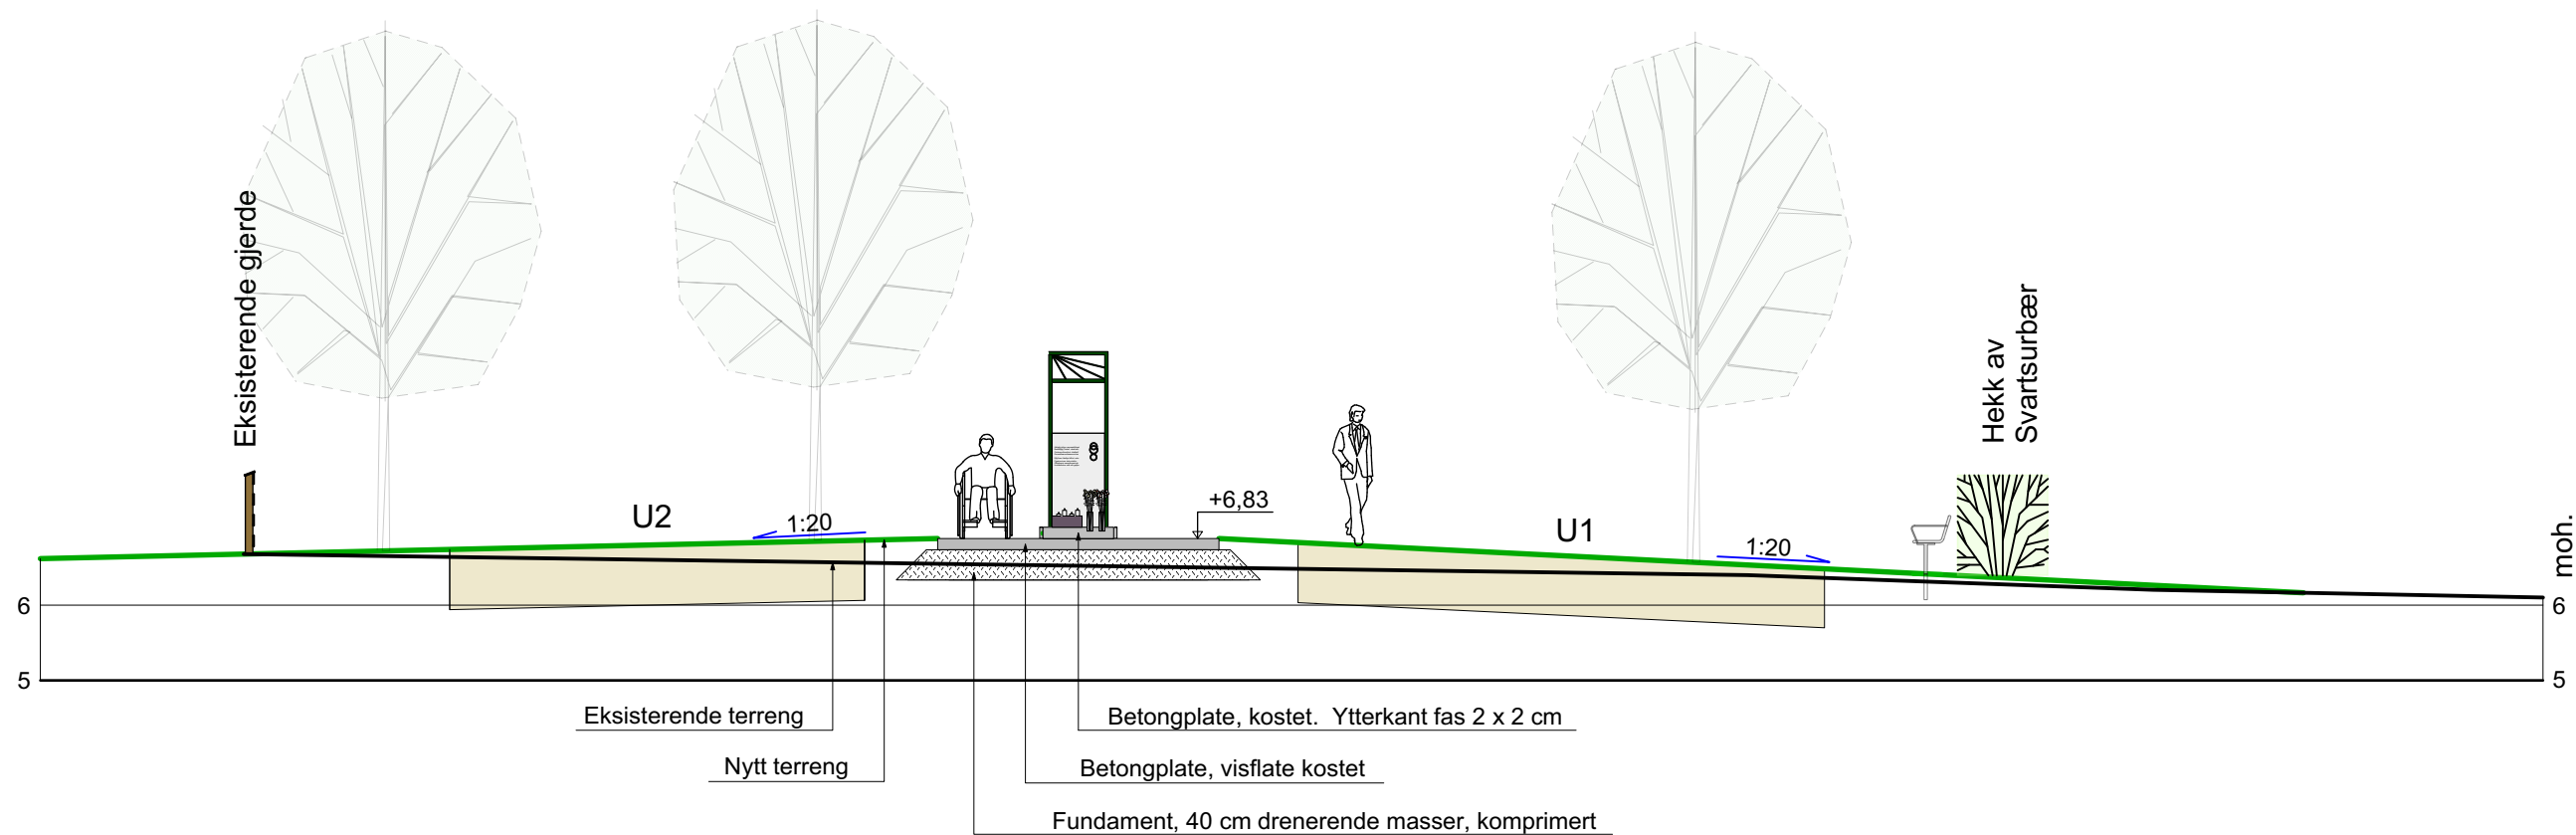 Eksisterende gjerde
Hekk av
Svartsurbær
U2
1:20
+6,83
U1
1:20
moh.
6
6
5
5
Eksisterende terreng
Betongplate, kostet. Ytterkant fas 2 x 2 cm
Nytt terreng
Betongplate, visflate kostet
Fundament, 40 cm drenerende masser, komprimert